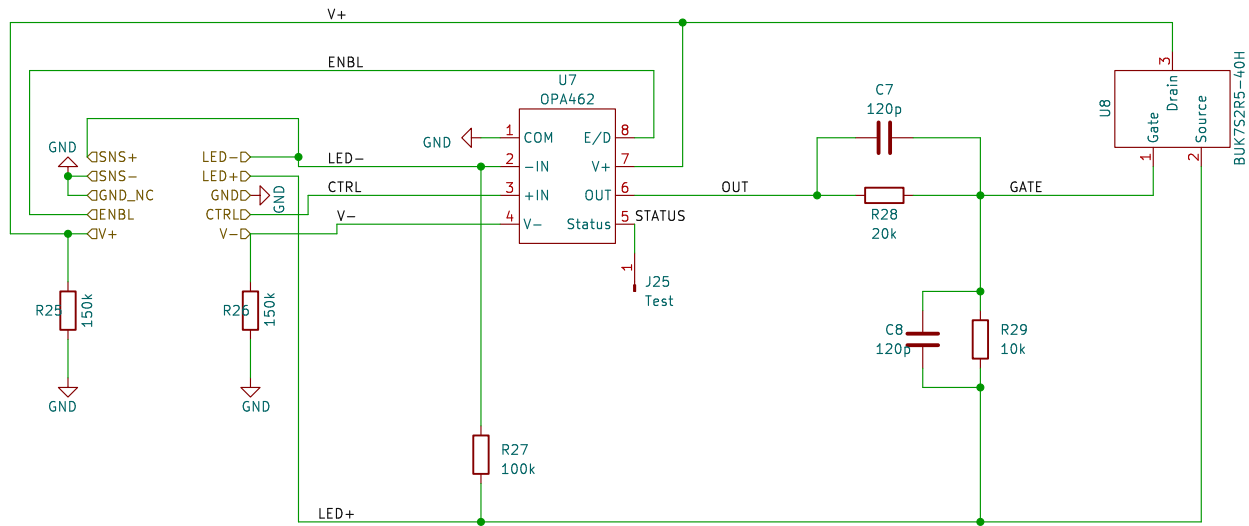 V+
ENBL
U7
OPA462
C7
120p
GND
1
COM
E/D
8
3
Drain
U8
Gate
Source
BUK7S2R5-40H
1
2
GND
SNS+
LED-
LED-
2
-IN
V+
7
SNS-
LED+
GND_NC
GND
GND
CTRL
3
+IN
OUT
6
OUT
GATE
R28
20k
ENBL
CTRL
V-
4
V-
Status
5
STATUS
V+
V-
1
J25
Test
R25
150k
R26
150k
C8
120p
R29
10k
GND
GND
R27
100k
LED+